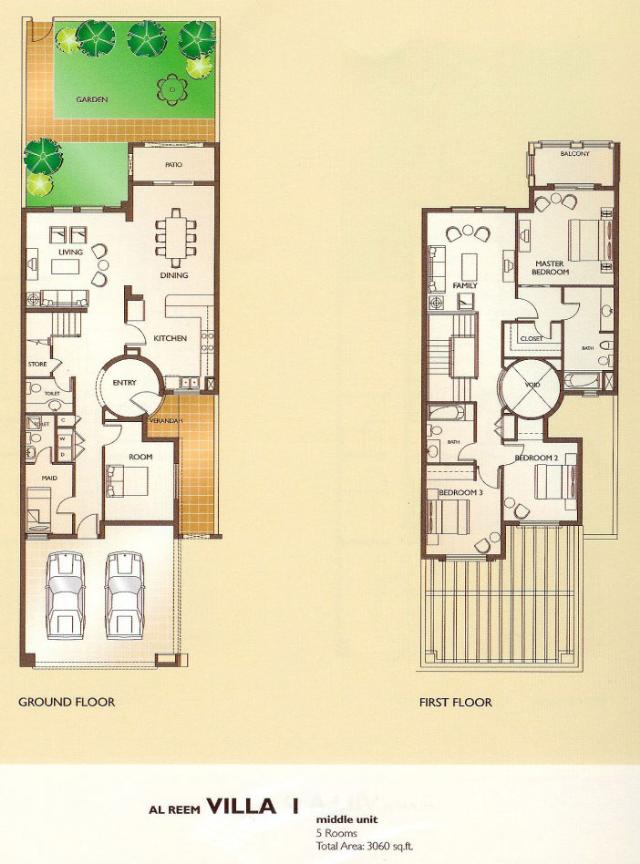 GARDEN
PATIO
LIVING
DINING
KITCHEN
STORE
ENTRY
TOILET
VERANDAH
TOILET
C
W
D
ROOM
MAID
GROUND FLOOR
BALCONY
MASTER
BEDROOM
FAMILY
CLOSET
BATH
VOID
BATH
BEDROOM 2
BEDROOM 3
FIRST FLOOR
AL REEM VILLA 1
middle unit
5 Rooms
Total Area: 3060 sq.ft.